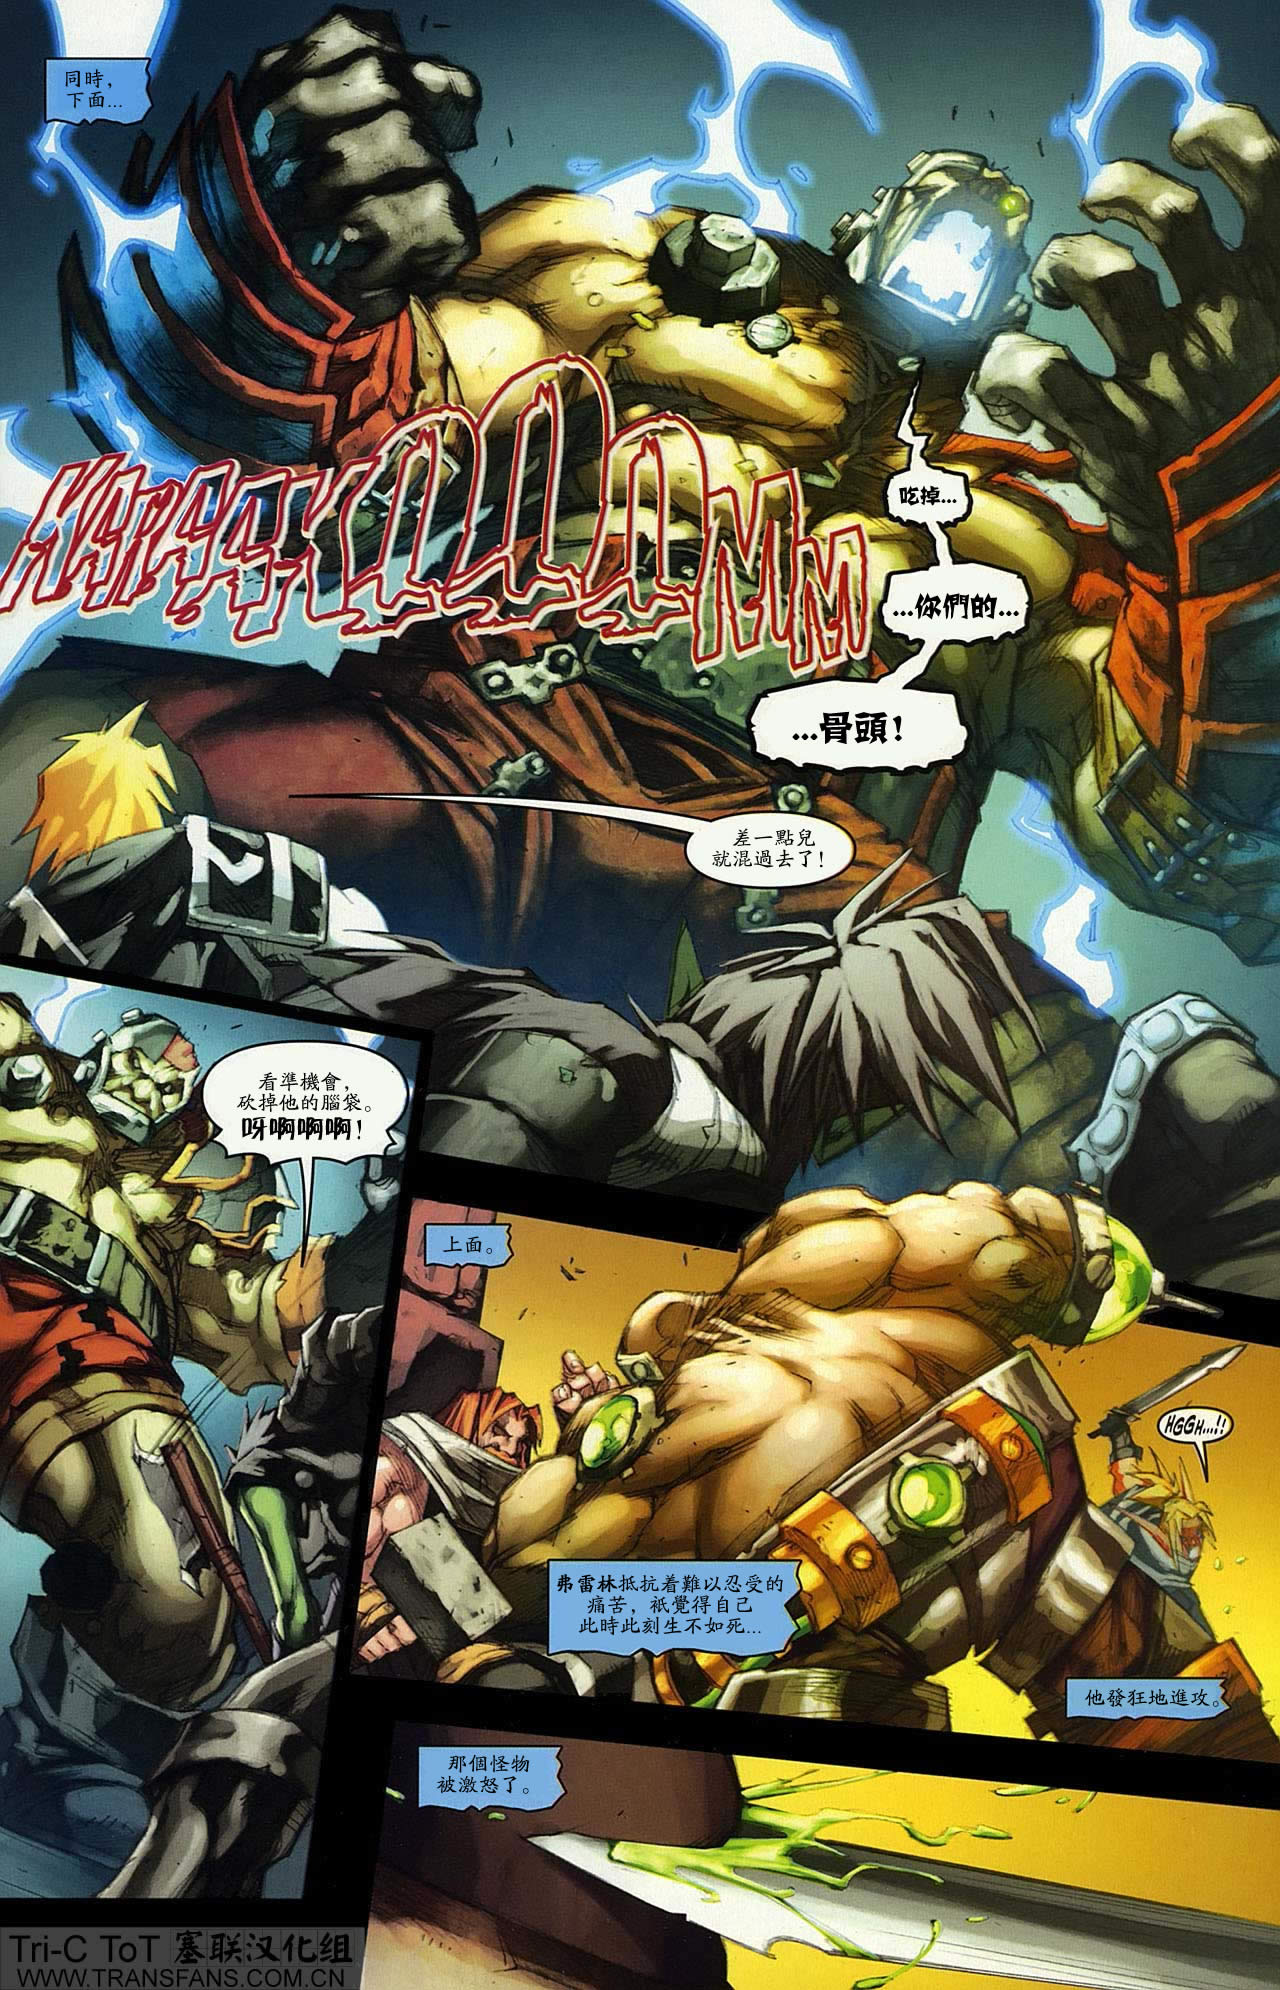 同時，
下面...
KARAAAKOOOOMMM
吃掉...
...你們的...
...骨頭！
差一點兒
就混過去了！
看準機會，
砍掉他的腦袋。
呀啊啊啊！
上面。
HGGH...!!
弗雷林抵抗着難以忍受的
痛苦，祇覺得自己
此時此刻生不如死...
他發狂地進攻。
那個怪物
被激怒了。
Tri-C ToT 塞联汉化组
WWW.TRANSFANS.COM.CN